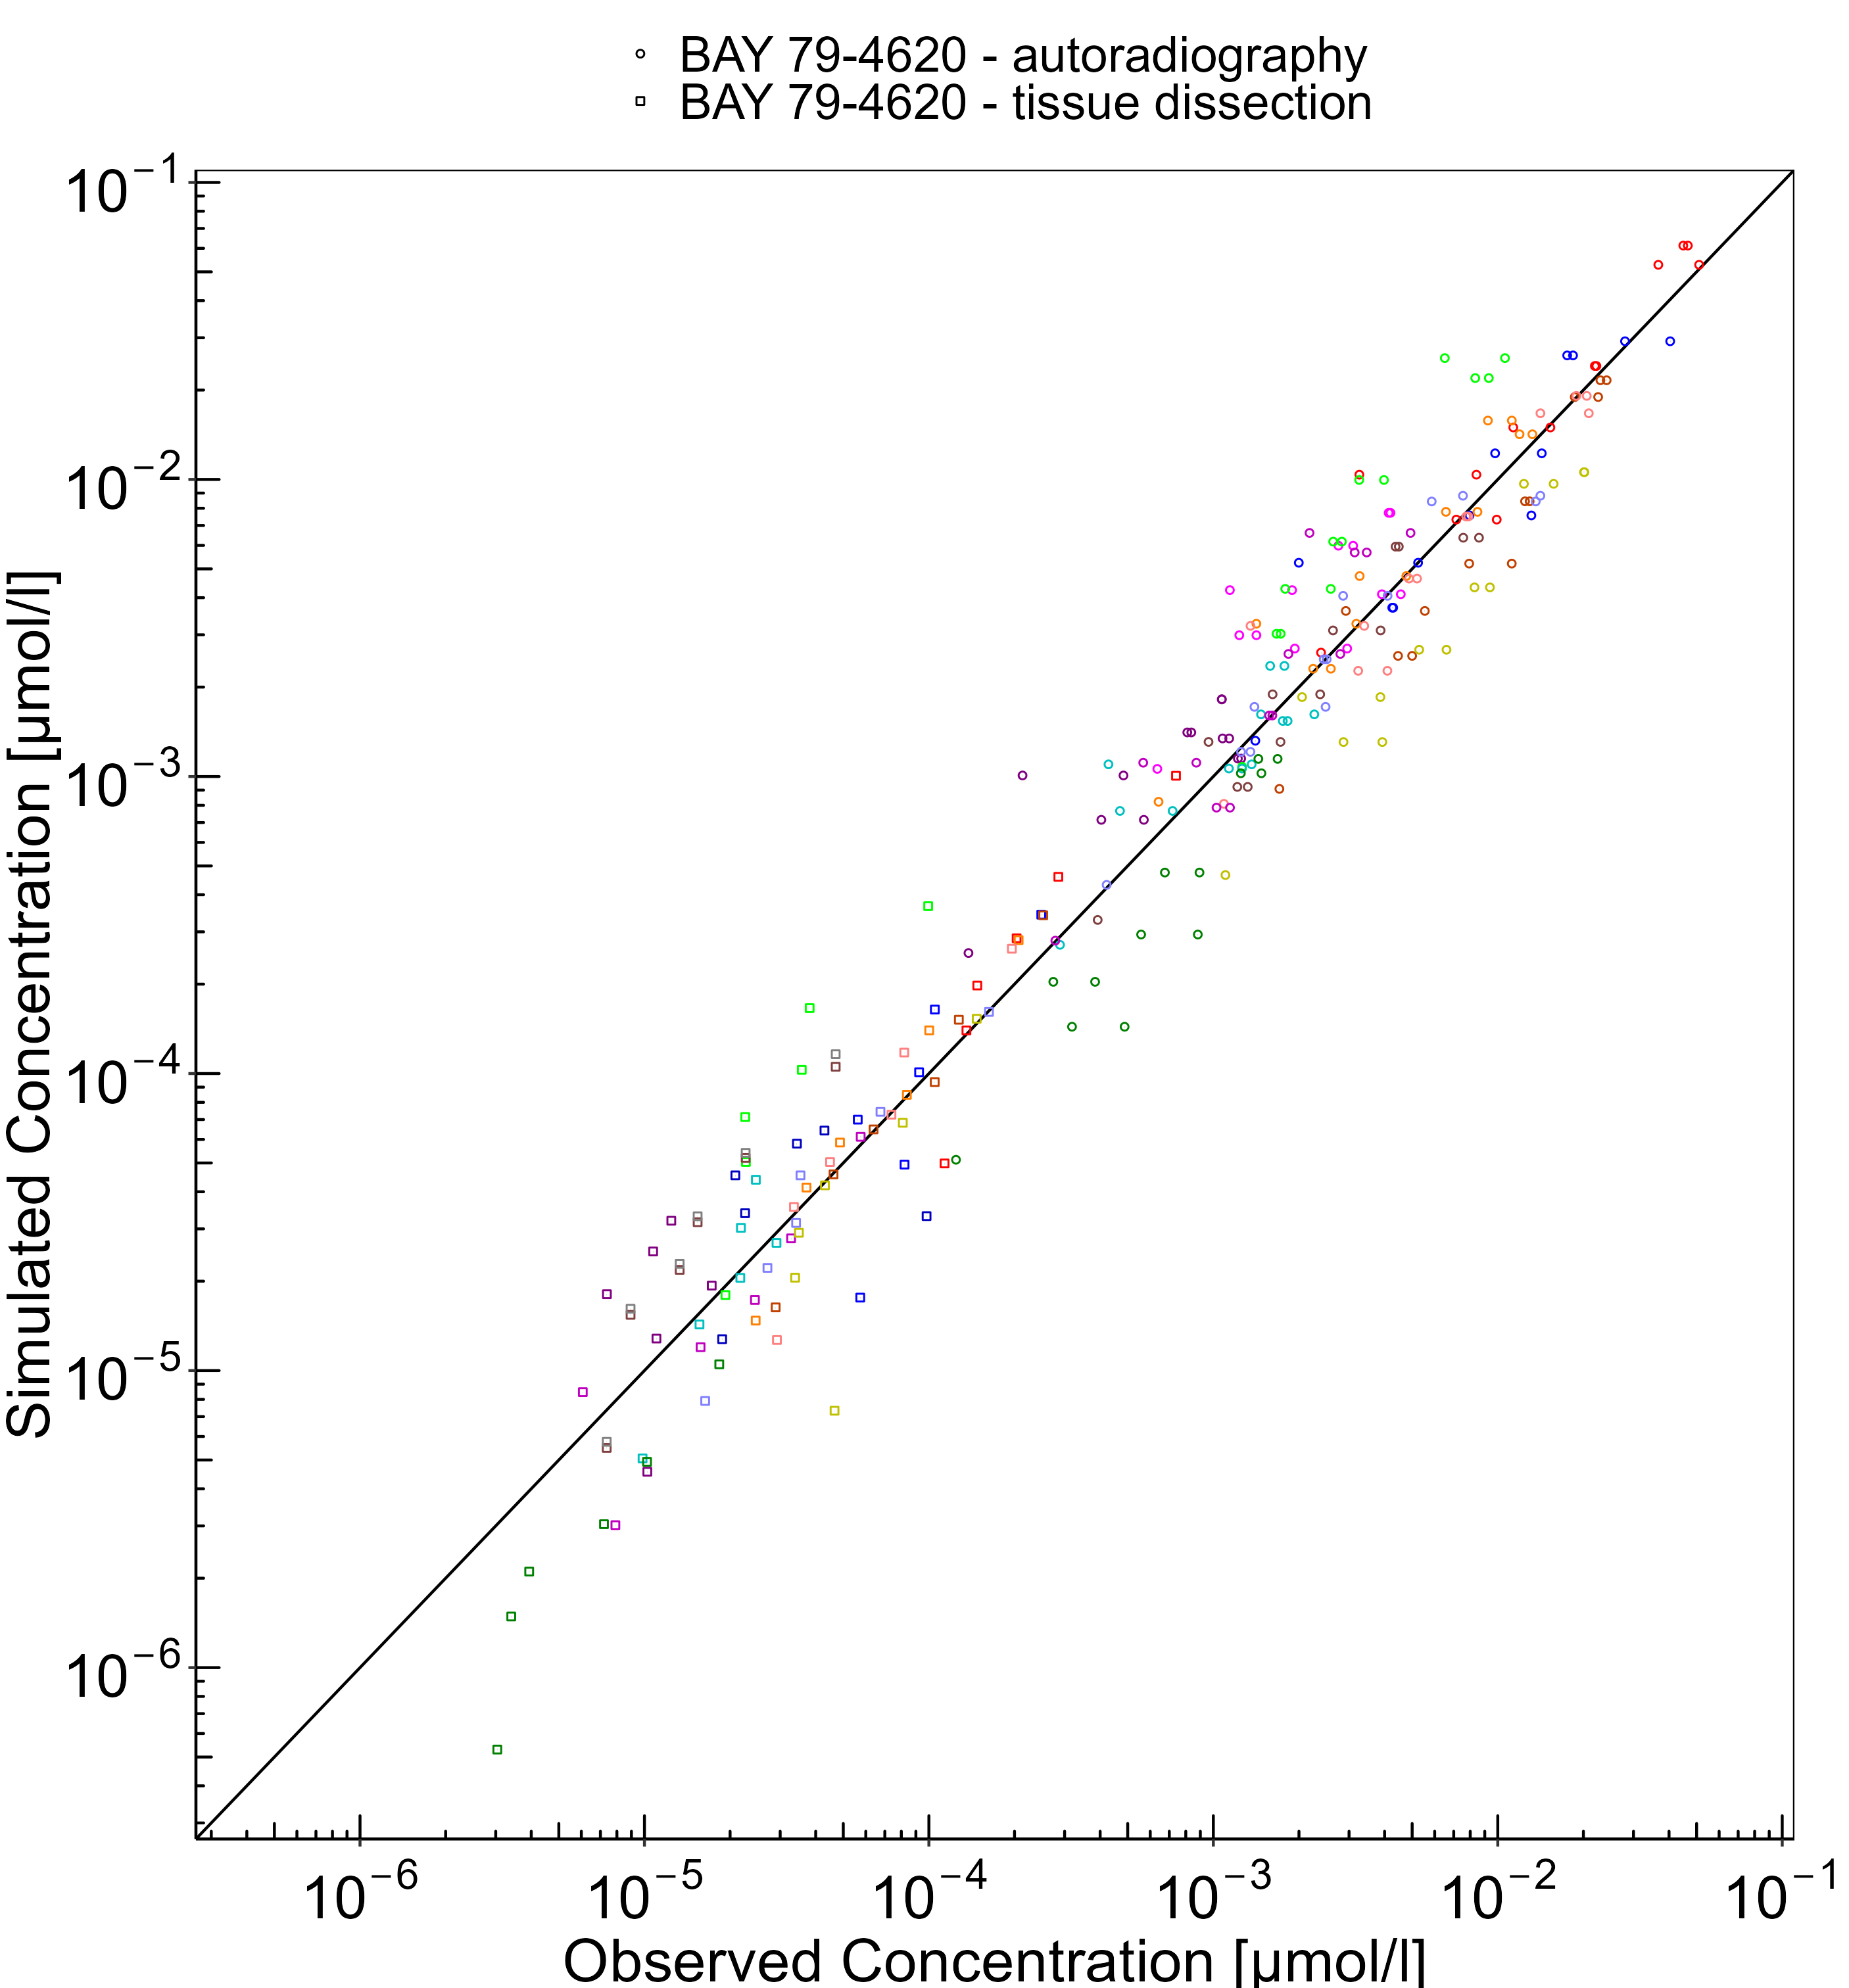 BAY 79-4620 - autoradiography
BAY 79-4620 - tissue dissection
10⁻¹
10⁻²
10⁻³
10⁻⁴
10⁻⁵
10⁻⁶
Simulated Concentration [µmol/l]
10⁻⁶ 10⁻⁵ 10⁻⁴ 10⁻³ 10⁻² 10⁻¹
Observed Concentration [µmol/l]